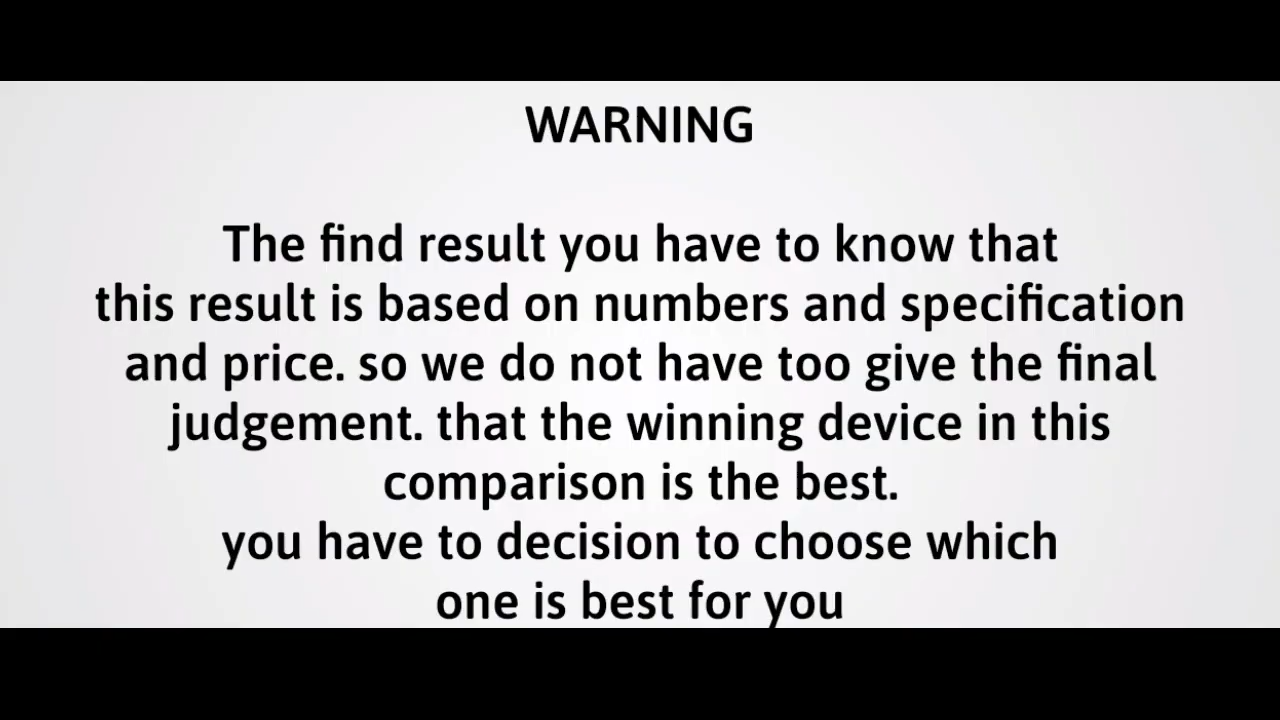 WARNING
The find result you have to know that
this result is based on numbers and specification
and price. so we do not have too give the final
judgement. that the winning device in this
comparison is the best.
you have to decision to choose which
one is best for you